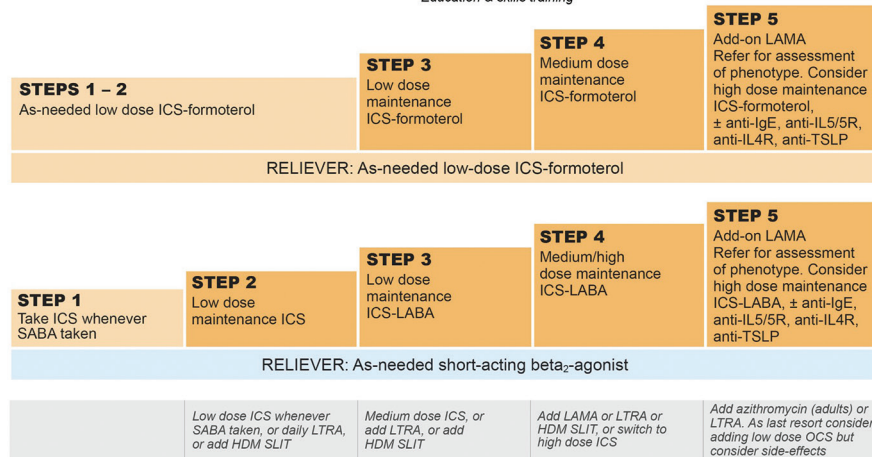 Education & skills training
STEPS 1 – 2
As-needed low dose ICS-formoterol
STEP 3
Low dose
maintenance
ICS-formoterol
STEP 4
Medium dose
maintenance
ICS-formoterol
STEP 5
Add-on LAMA
Refer for assessment
of phenotype. Consider
high dose maintenance
ICS-formoterol,
± anti-IgE, anti-IL5/5R,
anti-IL4R, anti-TSLP
RELIEVER: As-needed low-dose ICS-formoterol
STEP 1
Take ICS whenever
SABA taken
STEP 2
Low dose
maintenance ICS
STEP 3
Low dose
maintenance
ICS-LABA
STEP 4
Medium/high
dose maintenance
ICS-LABA
STEP 5
Add-on LAMA
Refer for assessment
of phenotype. Consider
high dose maintenance
ICS-LABA, ± anti-IgE,
anti-IL5/5R, anti-IL4R,
anti-TSLP
RELIEVER: As-needed short-acting beta₂-agonist
Low dose ICS whenever
SABA taken, or daily LTRA,
or add HDM SLIT
Medium dose ICS, or
add LTRA, or add
HDM SLIT
Add LAMA or LTRA or
HDM SLIT, or switch to
high dose ICS
Add azithromycin (adults) or
LTRA. As last resort consider
adding low dose OCS but
consider side-effects